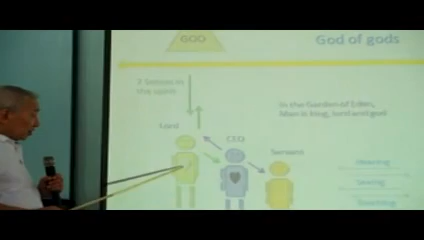 GOD
God of gods
7 Senses in
the spirit
In the Garden of Eden,
Man is king, lord and god
Lord
CEO
Servant
Hearing
Seeing